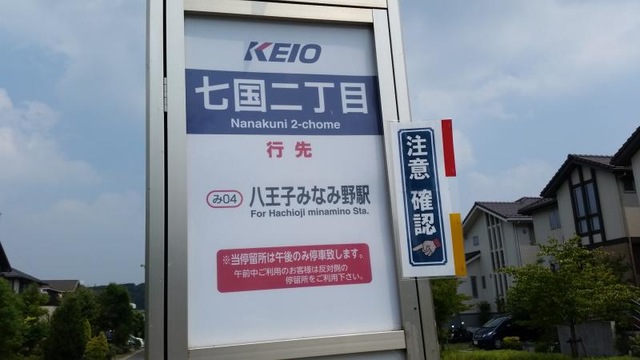 KEIO
七国二丁目
Nanakuni 2-chome
行先
み04 八王子みなみ野駅
For Hachioji minamino Sta.
※当停留所は午後のみ停車致します。
午前中ご利用のお客様は反対側の
停留所をご利用下さい。
注意 確認